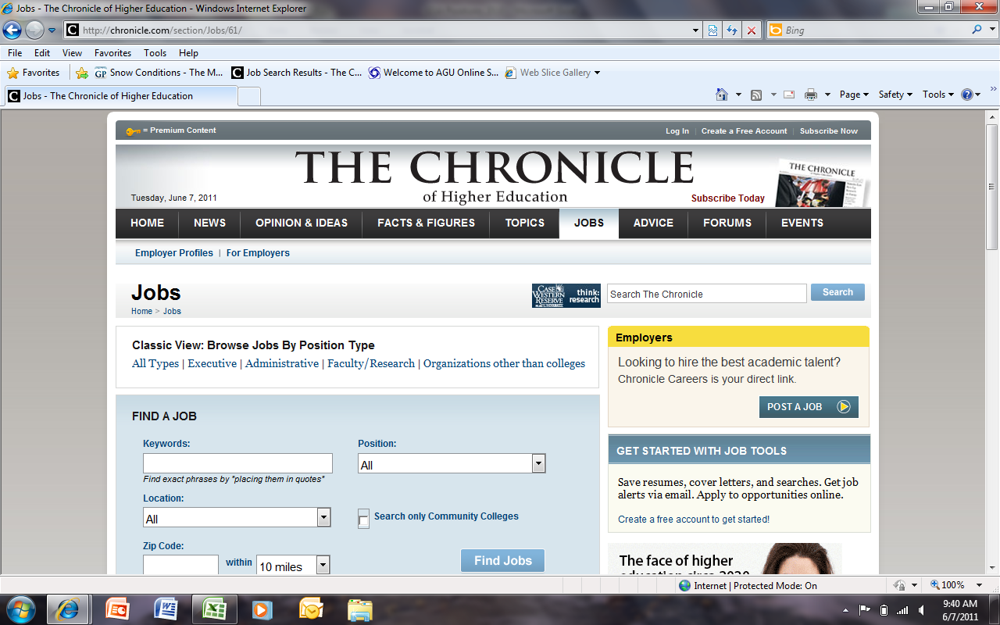 Jobs - The Chronicle of Higher Education - Windows Internet Explorer
http://chronicle.com/section/Jobs/61/
Bing
File Edit View Favorites Tools Help
Favorites Snow Conditions - The M... Job Search Results - The C... Welcome to AGU Online S... Web Slice Gallery
Jobs - The Chronicle of Higher Education
Page Safety Tools
= Premium Content
Log In | Create a Free Account | Subscribe Now
THE CHRONICLE
of Higher Education
Tuesday, June 7, 2011
Subscribe Today
THE CHRONICLE
HOME NEWS OPINION & IDEAS FACTS & FIGURES TOPICS JOBS ADVICE FORUMS EVENTS
Employer Profiles | For Employers
Jobs
Home > Jobs
CASE WESTERN RESERVE
think: research
Search The Chronicle
Search
Classic View: Browse Jobs By Position Type
All Types | Executive | Administrative | Faculty/Research | Organizations other than colleges
Employers
Looking to hire the best academic talent?
Chronicle Careers is your direct link.
POST A JOB
FIND A JOB
Keywords:
Find exact phrases by "placing them in quotes"
Position:
All
Location:
All
Search only Community Colleges
Zip Code:
within 10 miles
Find Jobs
GET STARTED WITH JOB TOOLS
Save resumes, cover letters, and searches. Get job
alerts via email. Apply to opportunities online.
Create a free account to get started!
The face of higher
education circa 2020
Internet | Protected Mode: On
100%
9:40 AM
6/7/2011